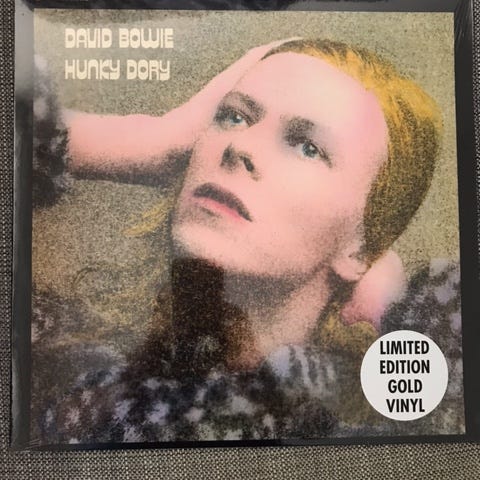 DAVID BOWIE
HUNKY DORY
LIMITED
EDITION
GOLD
VINYL